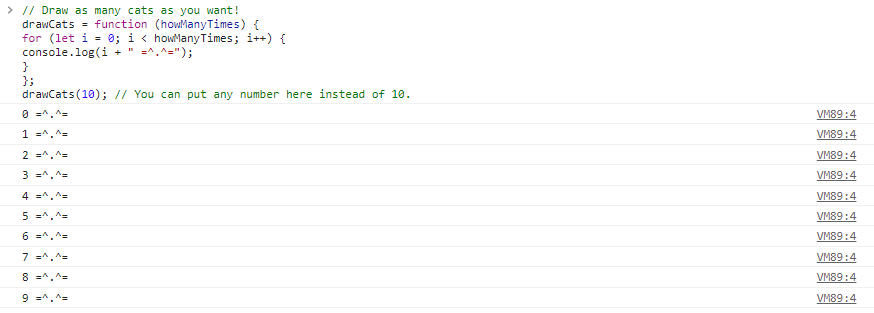 > // Draw as many cats as you want!
drawCats = function (howManyTimes) {
for (let i = 0; i < howManyTimes; i++) {
console.log(i + " =^.^=");
}
};
drawCats(10); // You can put any number here instead of 10.
0 =^.^= VM89:4
1 =^.^= VM89:4
2 =^.^= VM89:4
3 =^.^= VM89:4
4 =^.^= VM89:4
5 =^.^= VM89:4
6 =^.^= VM89:4
7 =^.^= VM89:4
8 =^.^= VM89:4
9 =^.^= VM89:4